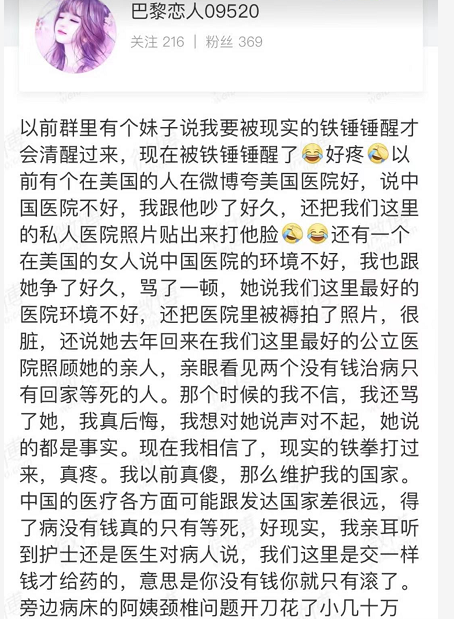 巴黎恋人09520
关注 216 | 粉丝 369
以前群里有个妹子说我要被现实的铁锤锤醒才
会清醒过来，现在被铁锤锤醒了😂好疼🤣以
前有个在美国的人在微博夸美国医院好，说中
国医院不好，我跟他吵了好久，还把我们这里
的私人医院照片贴出来打他脸🤣😂还有一个
在美国的女人说中国医院的环境不好，我也跟
她争了好久，骂了一顿，她说我们这里最好的
医院环境不好，还把医院里被褥拍了照片，很
脏，还说她去年回来在我们这里最好的公立医
院照顾她的亲人，亲眼看见两个没有钱治病只
有回家等死的人。那个时候的我不信，我还骂
了她，我真后悔，我想对她说声对不起，她说
的都是事实。现在我相信了，现实的铁拳打过
来，真疼。我以前真傻，那么维护我的国家。
中国的医疗各方面可能跟发达国家差很远，得
了病没有钱真的只有等死，好现实，我亲耳听
到护士还是医生对病人说，我们这里是交一样
钱才给药的，意思是你没有钱你就只有滚了。
旁边病床的阿姨颈椎问题开刀花了小几十万